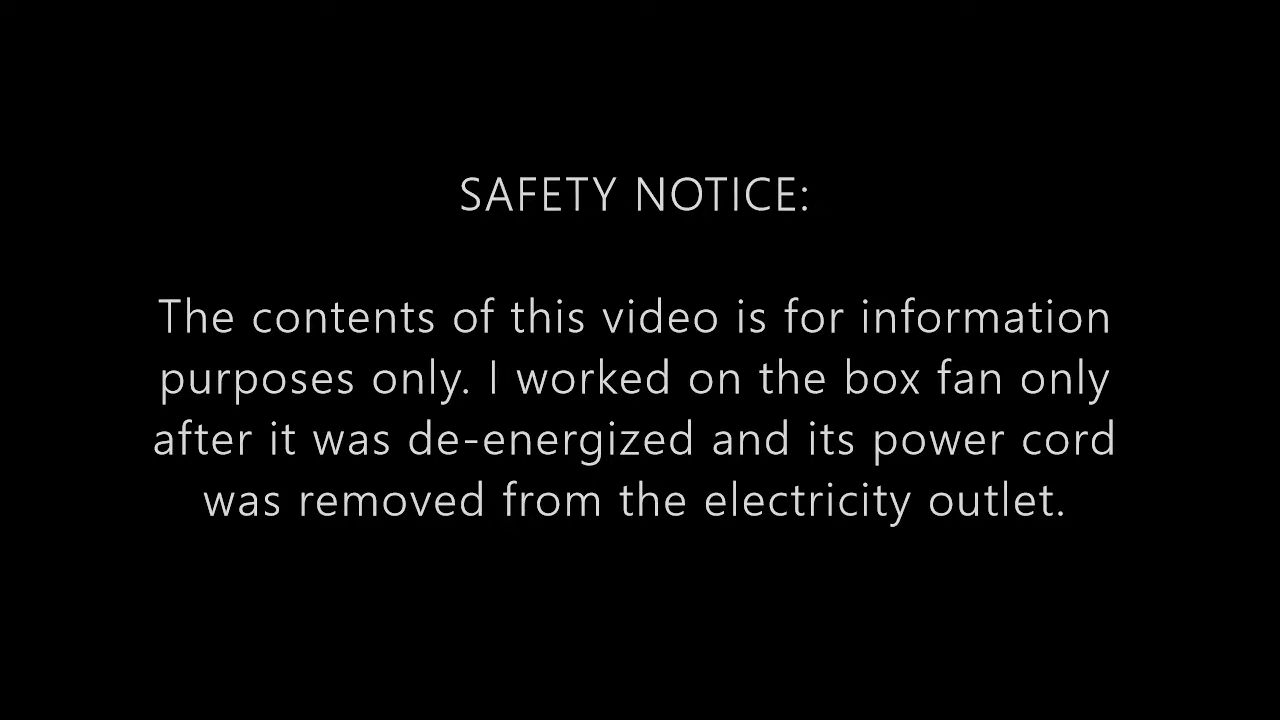 SAFETY NOTICE:
The contents of this video is for information
purposes only. I worked on the box fan only
after it was de-energized and its power cord
was removed from the electricity outlet.